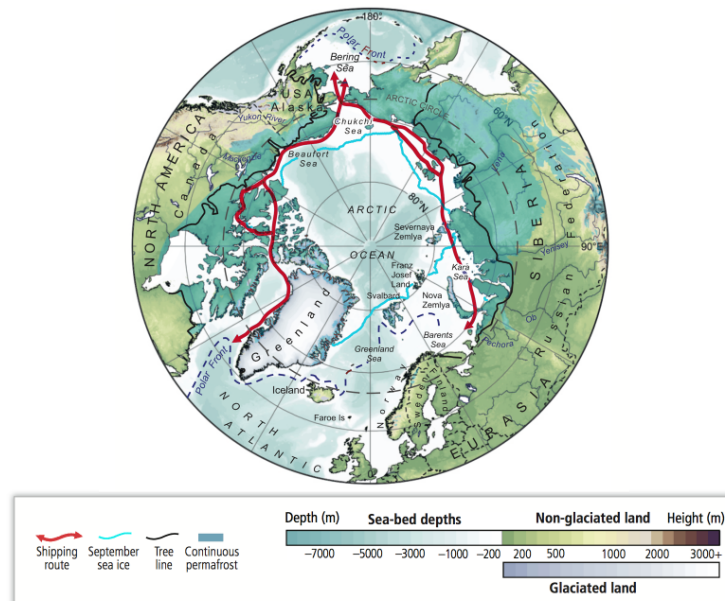 180°
Polar Front
Bering
Sea
USA
Alaska
Yukon River
Chukchi
Sea
ARCTIC CIRCLE
60°N
Lena
Mackenzie
Beaufort
Sea
NORTH AMERICA
Canada
ARCTIC
80°N
OCEAN
Severnaya
Zemlya
SIBERIA
Russian Federation
Yenisey
90°E
Franz
Josef
Land
Kara
Sea
Svalbard
Nova
Zemlya
Ob
Greenland
Greenland
Sea
Barents
Sea
Pechora
Polar Front
Iceland
Faroe Is
Norway
Sweden
Finland
EURASIA
NORTH
ATLANTIC
Shipping
route
September
sea ice
Tree
line
Continuous
permafrost
Depth (m) Sea-bed depths Non-glaciated land Height (m)
−7000 −5000 −3000 −1000 −200 200 500 1000 2000 3000+
Glaciated land